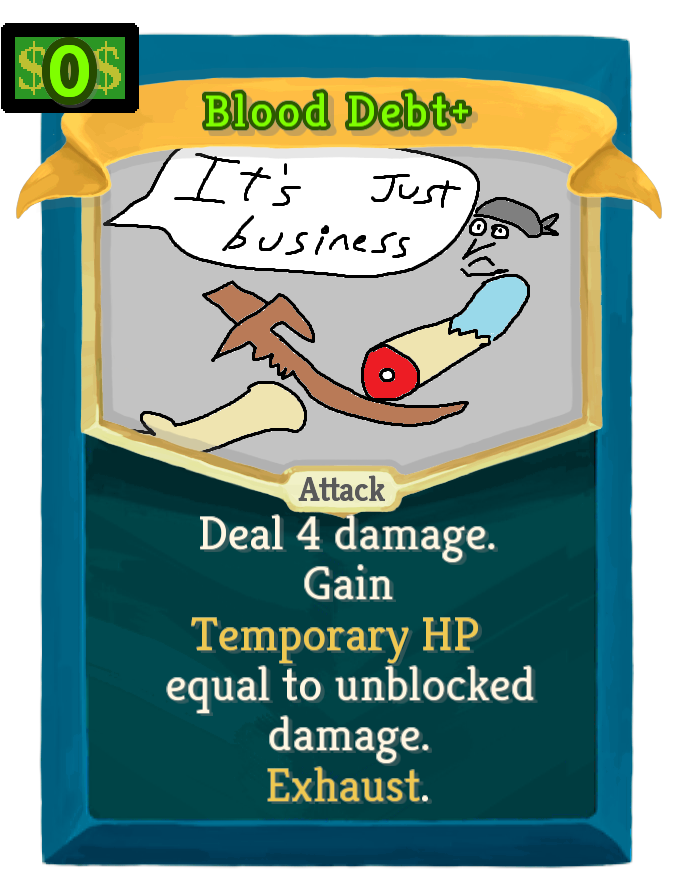 $0$
Blood Debt+
It's Just
business
Attack
Deal 4 damage.
Gain
Temporary HP
equal to unblocked
damage.
Exhaust.